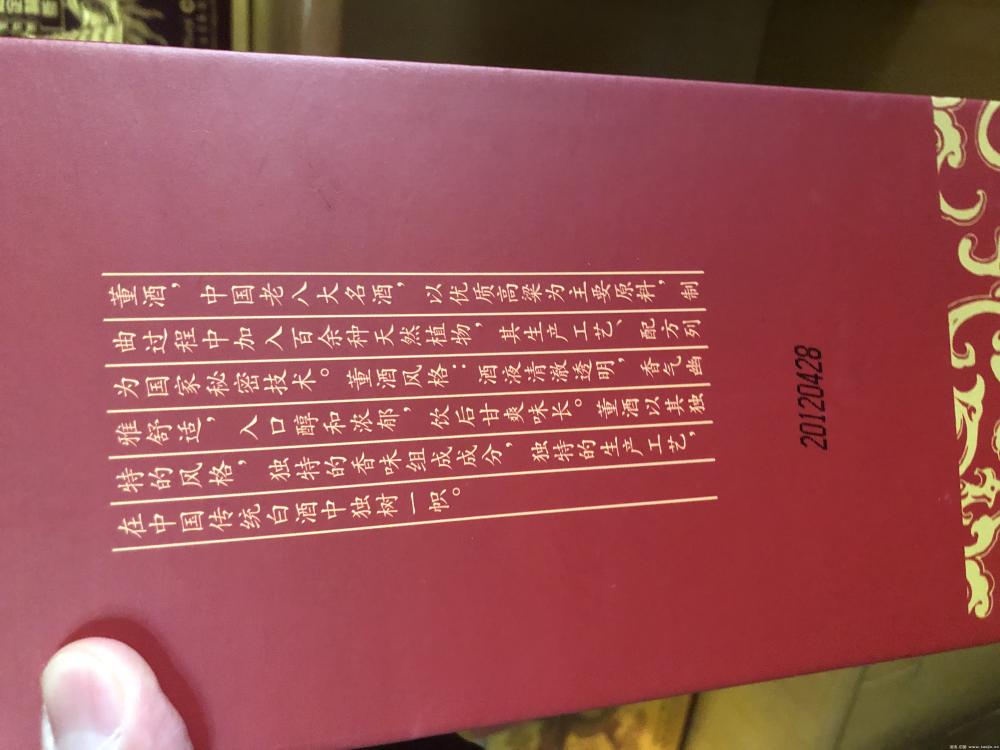 董酒，中国老八大名酒，以优质高粱为主要原料，制
曲过程中加入百余种天然植物，其生产工艺、配方列
为国家秘密技术。董酒风格：酒液清澈透明，香气幽
雅舒适，入口醇和浓郁，饮后甘爽味长。董酒以其独
特的风格，独特的香味组成成分，独特的生产工艺，
在中国传统白酒中独树一帜。
20120428